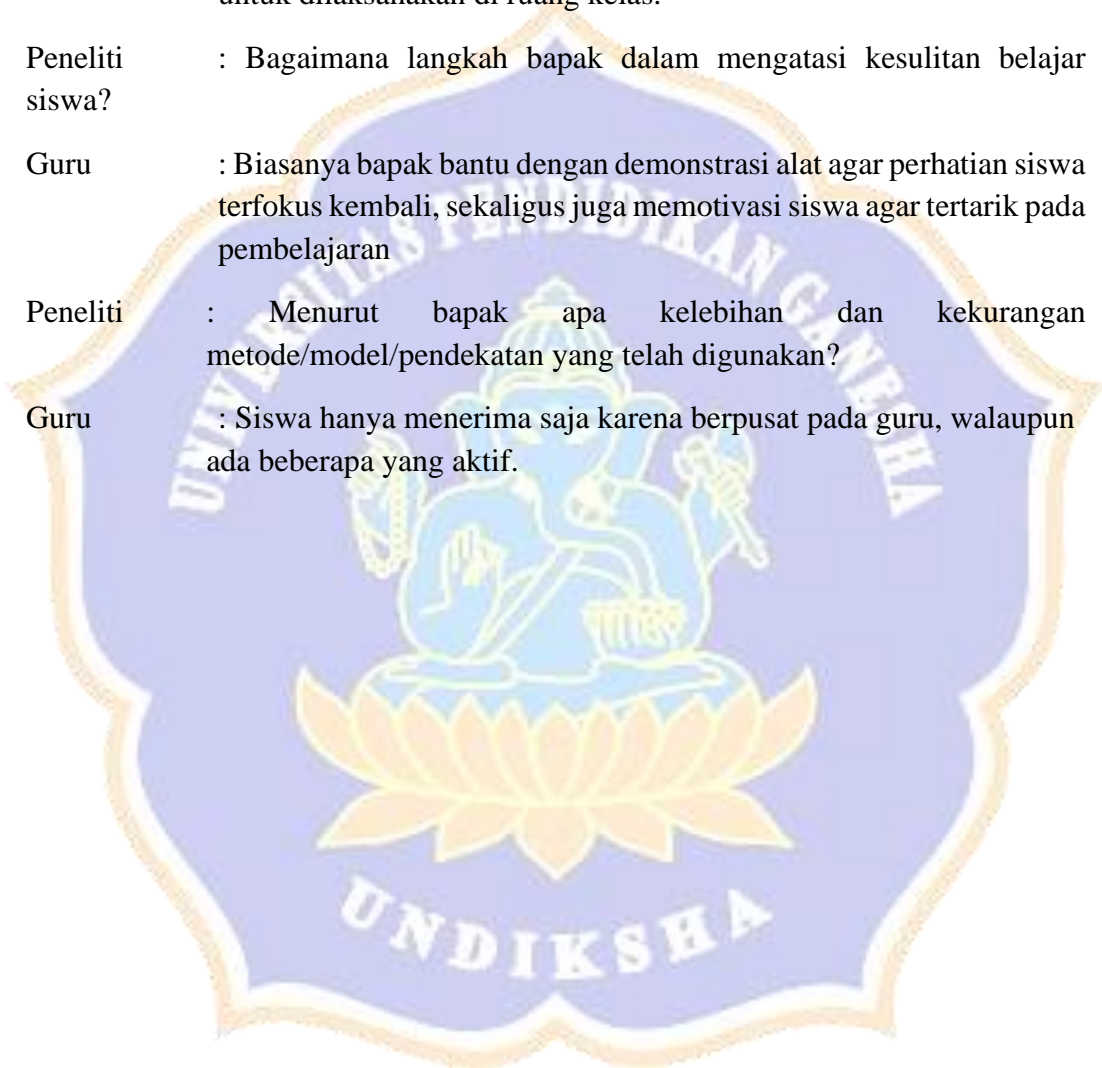 untuk dilaksanakan di ruang kelas.
Peneliti : Bagaimana langkah bapak dalam mengatasi kesulitan belajar
siswa?
Guru : Biasanya bapak bantu dengan demonstrasi alat agar perhatian siswa
terfokus kembali, sekaligus juga memotivasi siswa agar tertarik pada
pembelajaran
Peneliti : Menurut bapak apa kelebihan dan kekurangan
metode/model/pendekatan yang telah digunakan?
Guru : Siswa hanya menerima saja karena berpusat pada guru, walaupun
ada beberapa yang aktif.
UNIVERSITAS PENDIDIKAN GANESHA
UNDIKSHA